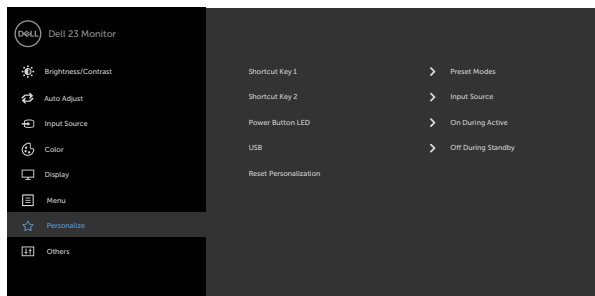 DELL Dell 23 Monitor
Brightness/Contrast
Auto Adjust
Input Source
Color
Display
Menu
Personalize
Others
Shortcut Key 1 Preset Modes
Shortcut Key 2 Input Source
Power Button LED On During Active
USB Off During Standby
Reset Personalization